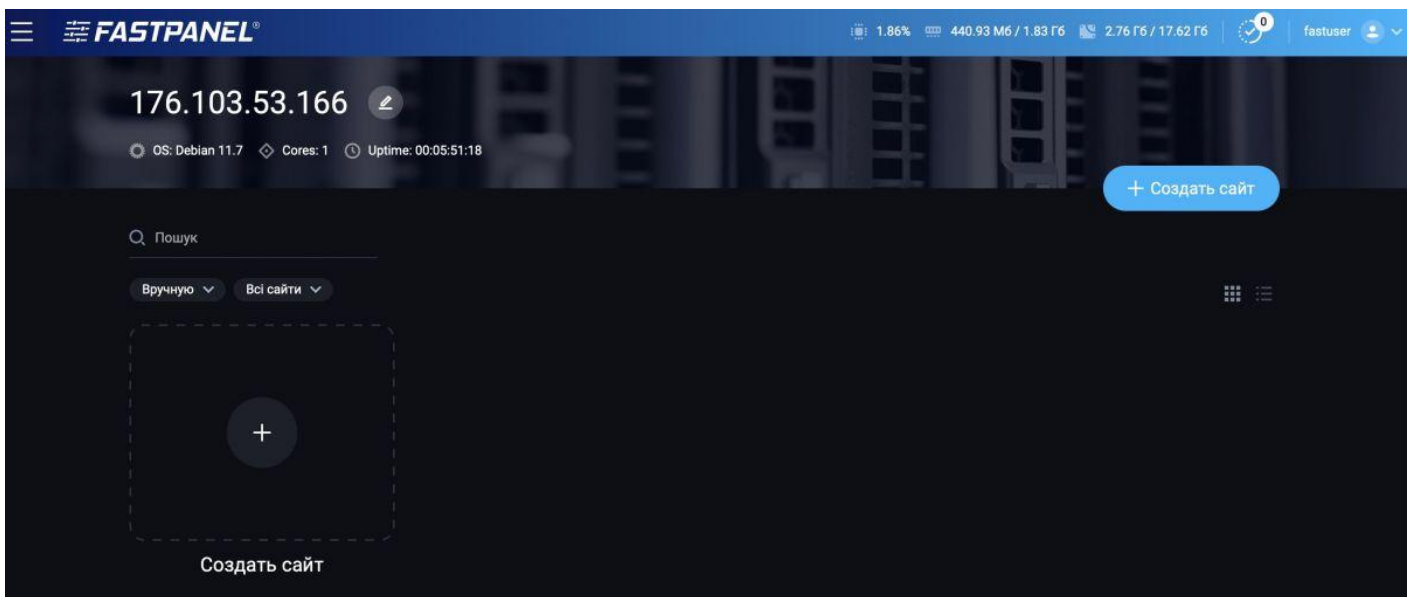 FASTPANEL® 1.86% 440.93 Мб / 1.83 Гб 2.76 Гб / 17.62 Гб 0 fastuser
176.103.53.166
OS: Debian 11.7 Cores: 1 Uptime: 00:05:51:18
+ Создать сайт
Пошук
Вручную Всі сайти
Создать сайт